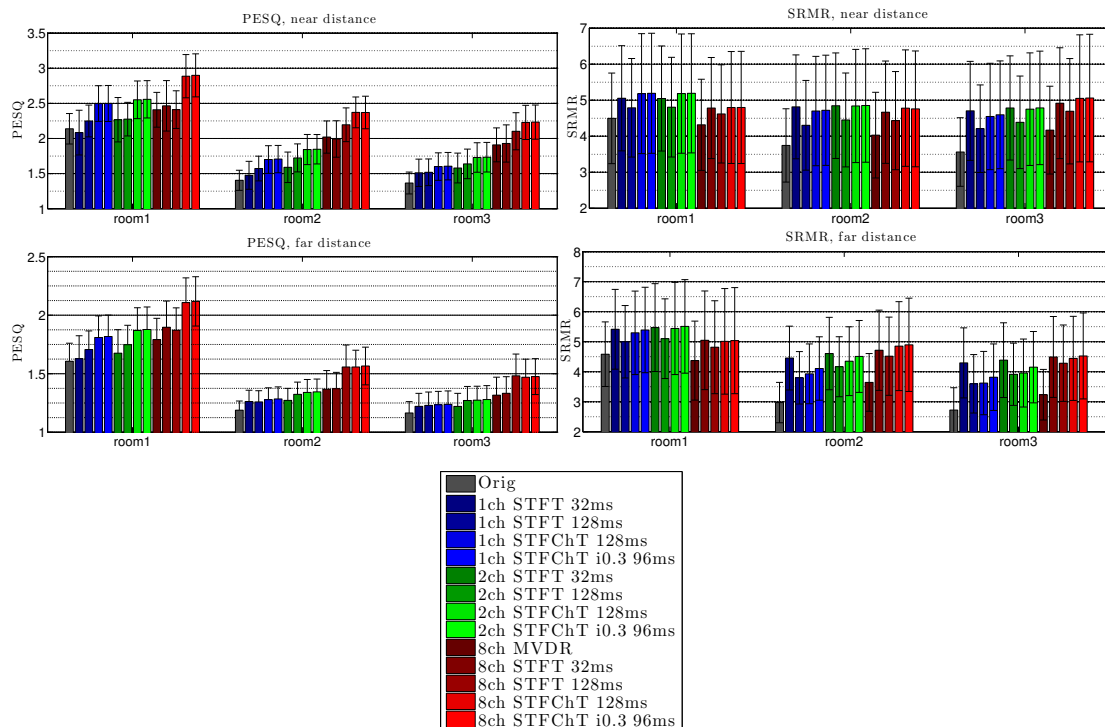 PESQ, near distance
3.5
3
2.5
2
1.5
1
PESQ
room1
room2
room3
SRMR, near distance
7
6
5
4
3
2
SRMR
room1
room2
room3
PESQ, far distance
2.5
2
1.5
1
PESQ
room1
room2
room3
SRMR, far distance
8
7
6
5
4
3
2
SRMR
room1
room2
room3
Orig
1ch STFT 32ms
1ch STFT 128ms
1ch STFChT 128ms
1ch STFChT i0.3 96ms
2ch STFT 32ms
2ch STFT 128ms
2ch STFChT 128ms
2ch STFChT i0.3 96ms
8ch MVDR
8ch STFT 32ms
8ch STFT 128ms
8ch STFChT 128ms
8ch STFChT i0.3 96ms